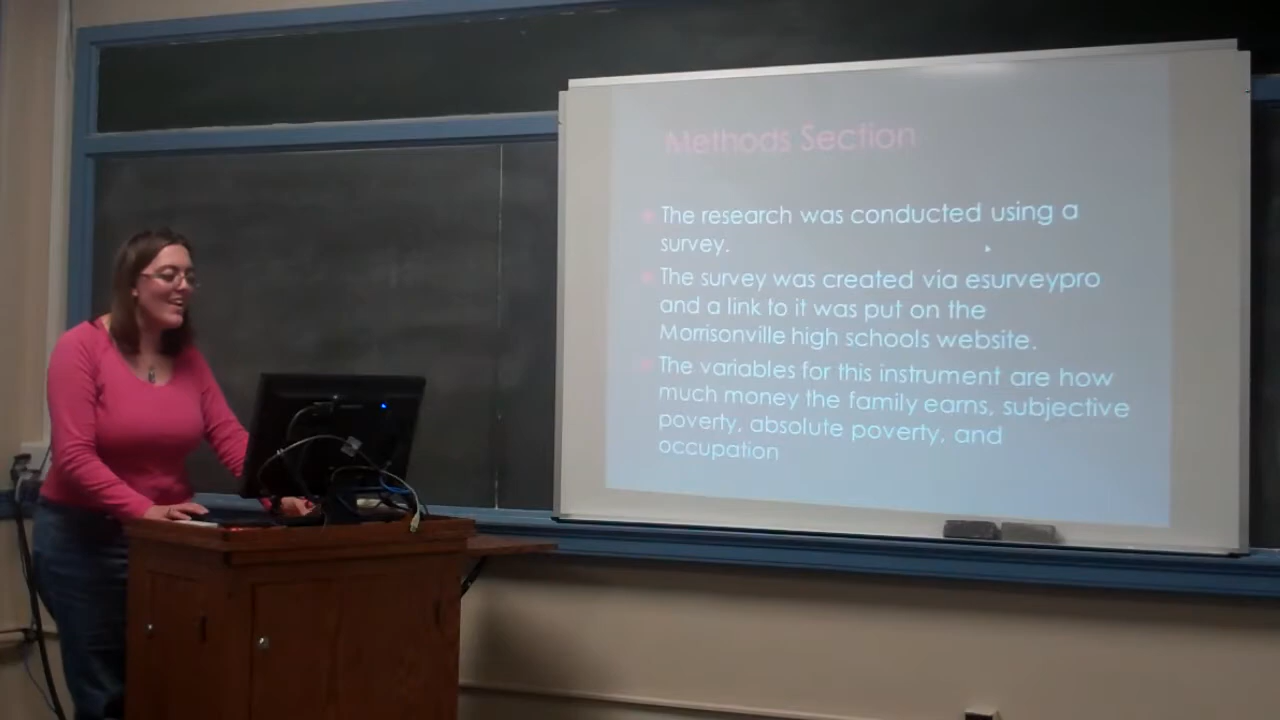 Methods Section
The research was conducted using a
survey.
The survey was created via esurveypro
and a link to it was put on the
Morrisonville high schools website.
The variables for this instrument are how
much money the family earns, subjective
poverty, absolute poverty, and
occupation